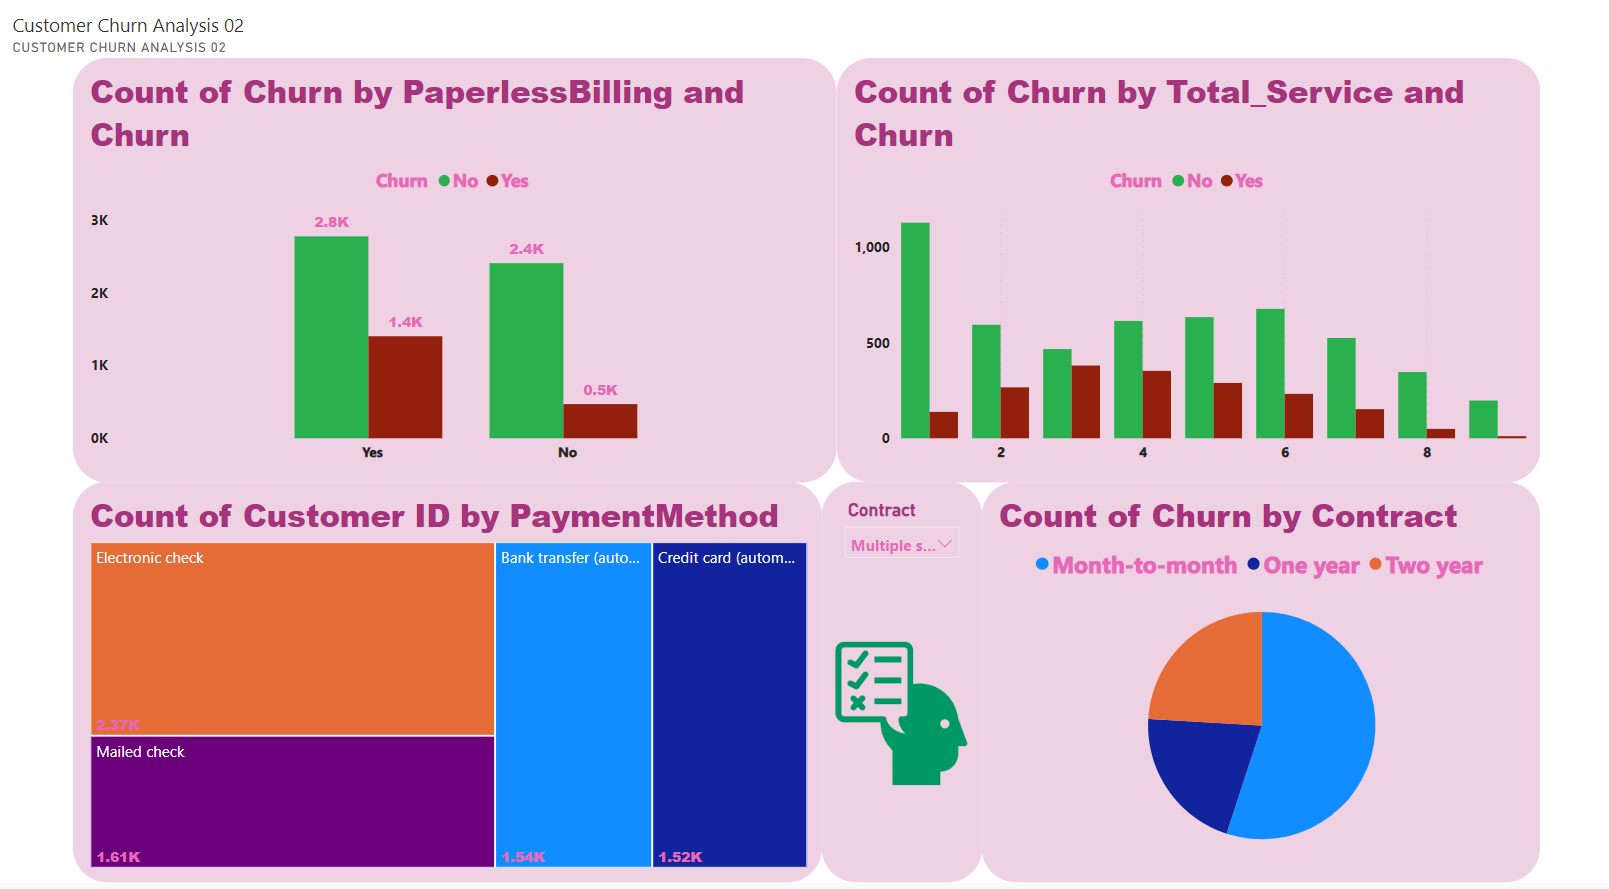 Customer Churn Analysis 02
CUSTOMER CHURN ANALYSIS 02
Count of Churn by PaperlessBilling and
Churn
Churn No Yes
3K
2K
1K
0K
2.8K
1.4K
2.4K
0.5K
Yes No
Count of Churn by Total_Service and
Churn
Churn No Yes
1,000
500
0
2 4 6 8
Count of Customer ID by PaymentMethod
Electronic check
2.37K
Mailed check
1.61K
Bank transfer (auto...
1.54K
Credit card (autom...
1.52K
Contract
Multiple s...
Count of Churn by Contract
Month-to-month One year Two year